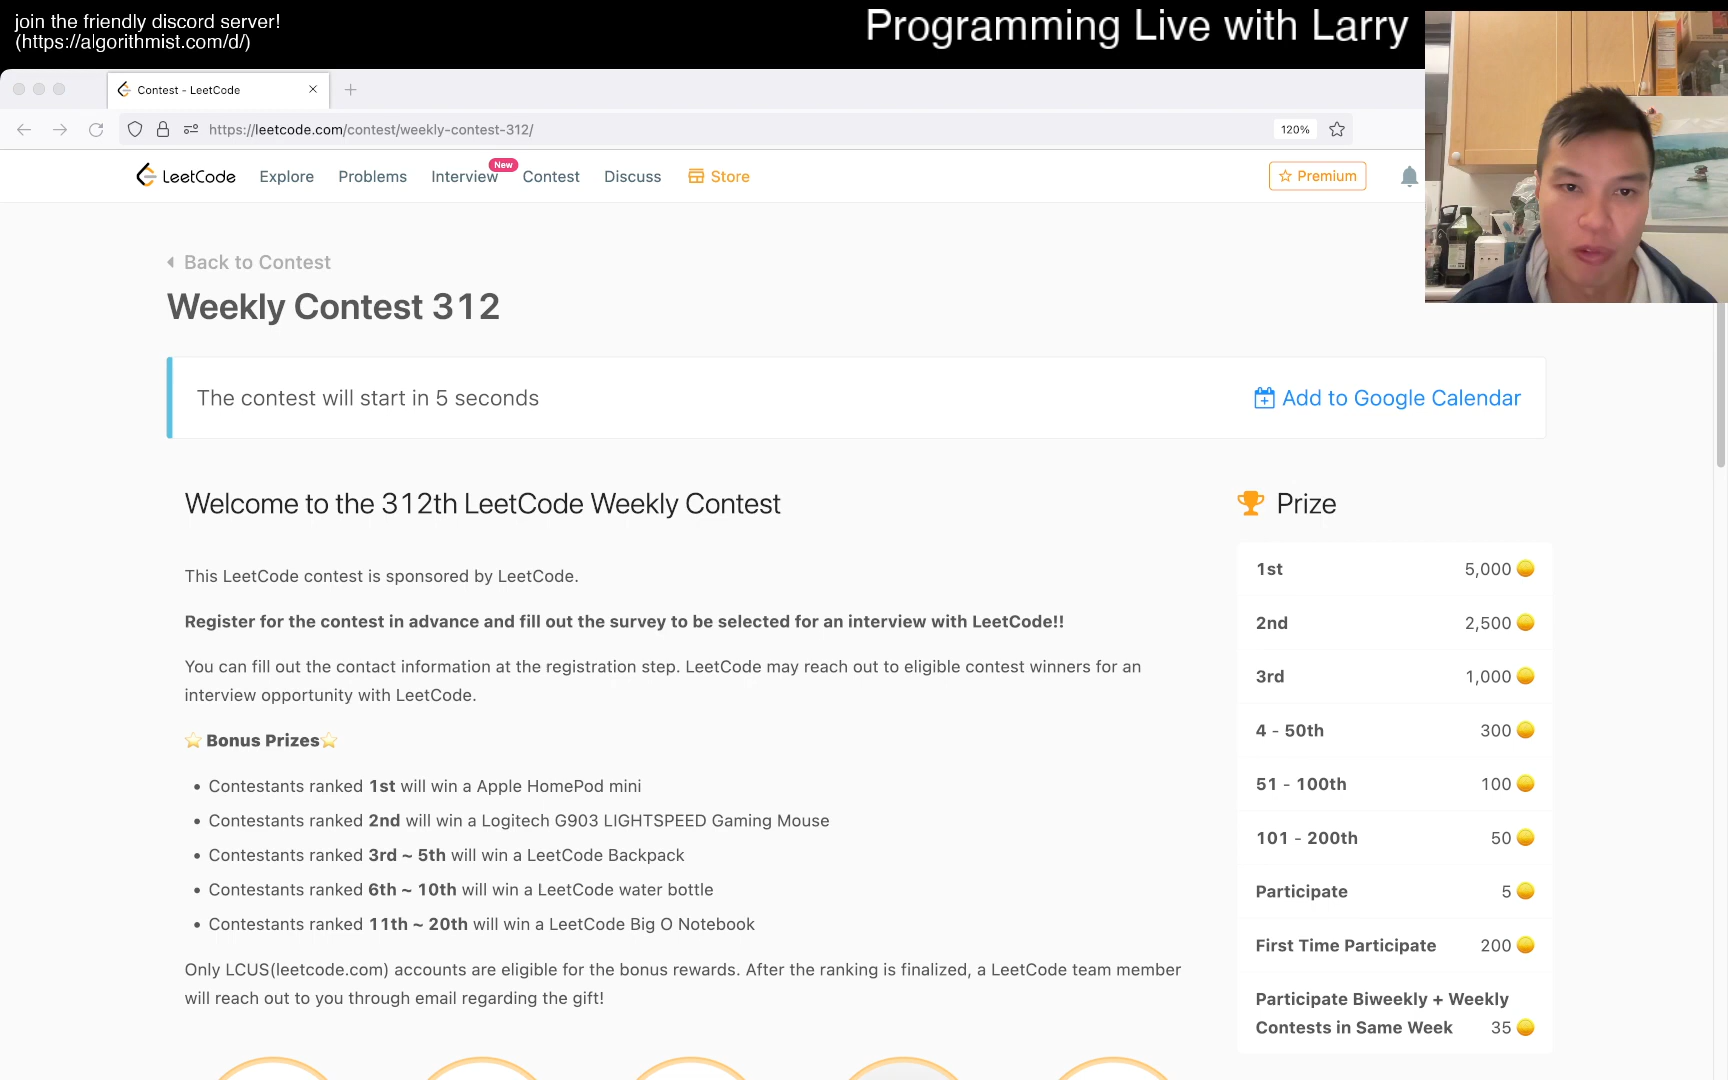 join the friendly discord server!
(https://algorithmist.com/d/)
Programming Live with Larry
Contest - LeetCode
https://leetcode.com/contest/weekly-contest-312/
120%
LeetCode
Explore
Problems
Interview
New
Contest
Discuss
Store
Premium
Back to Contest
Weekly Contest 312
The contest will start in 5 seconds
Add to Google Calendar
Welcome to the 312th LeetCode Weekly Contest
This LeetCode contest is sponsored by LeetCode.
Register for the contest in advance and fill out the survey to be selected for an interview with LeetCode!!
You can fill out the contact information at the registration step. LeetCode may reach out to eligible contest winners for an
interview opportunity with LeetCode.
⭐ Bonus Prizes⭐
• Contestants ranked 1st will win a Apple HomePod mini
• Contestants ranked 2nd will win a Logitech G903 LIGHTSPEED Gaming Mouse
• Contestants ranked 3rd ~ 5th will win a LeetCode Backpack
• Contestants ranked 6th ~ 10th will win a LeetCode water bottle
• Contestants ranked 11th ~ 20th will win a LeetCode Big O Notebook
Only LCUS(leetcode.com) accounts are eligible for the bonus rewards. After the ranking is finalized, a LeetCode team member
will reach out to you through email regarding the gift!
Prize
1st 5,000
2nd 2,500
3rd 1,000
4 - 50th 300
51 - 100th 100
101 - 200th 50
Participate 5
First Time Participate 200
Participate Biweekly + Weekly
Contests in Same Week 35